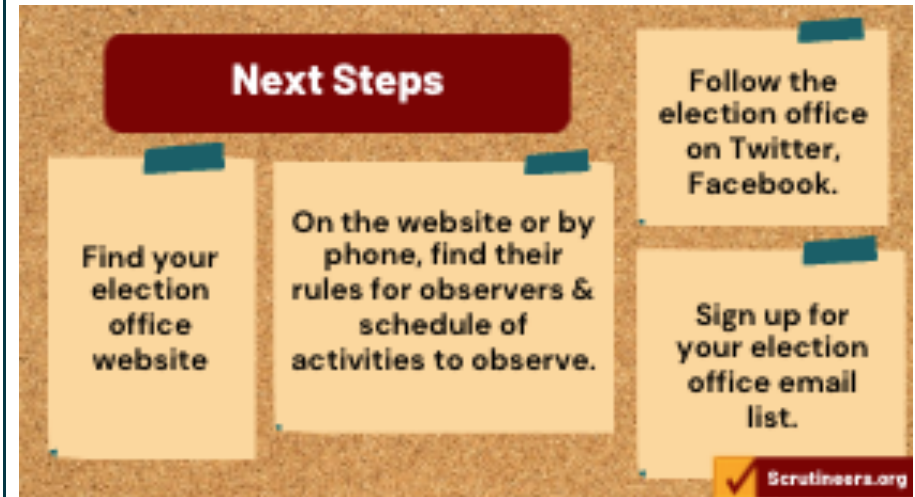 Next Steps
Find your
election
office
website
On the website or by
phone, find their
rules for observers &
schedule of
activities to observe.
Follow the
election office
on Twitter,
Facebook.
Sign up for
your election
office email
list.
Scrutineers.org